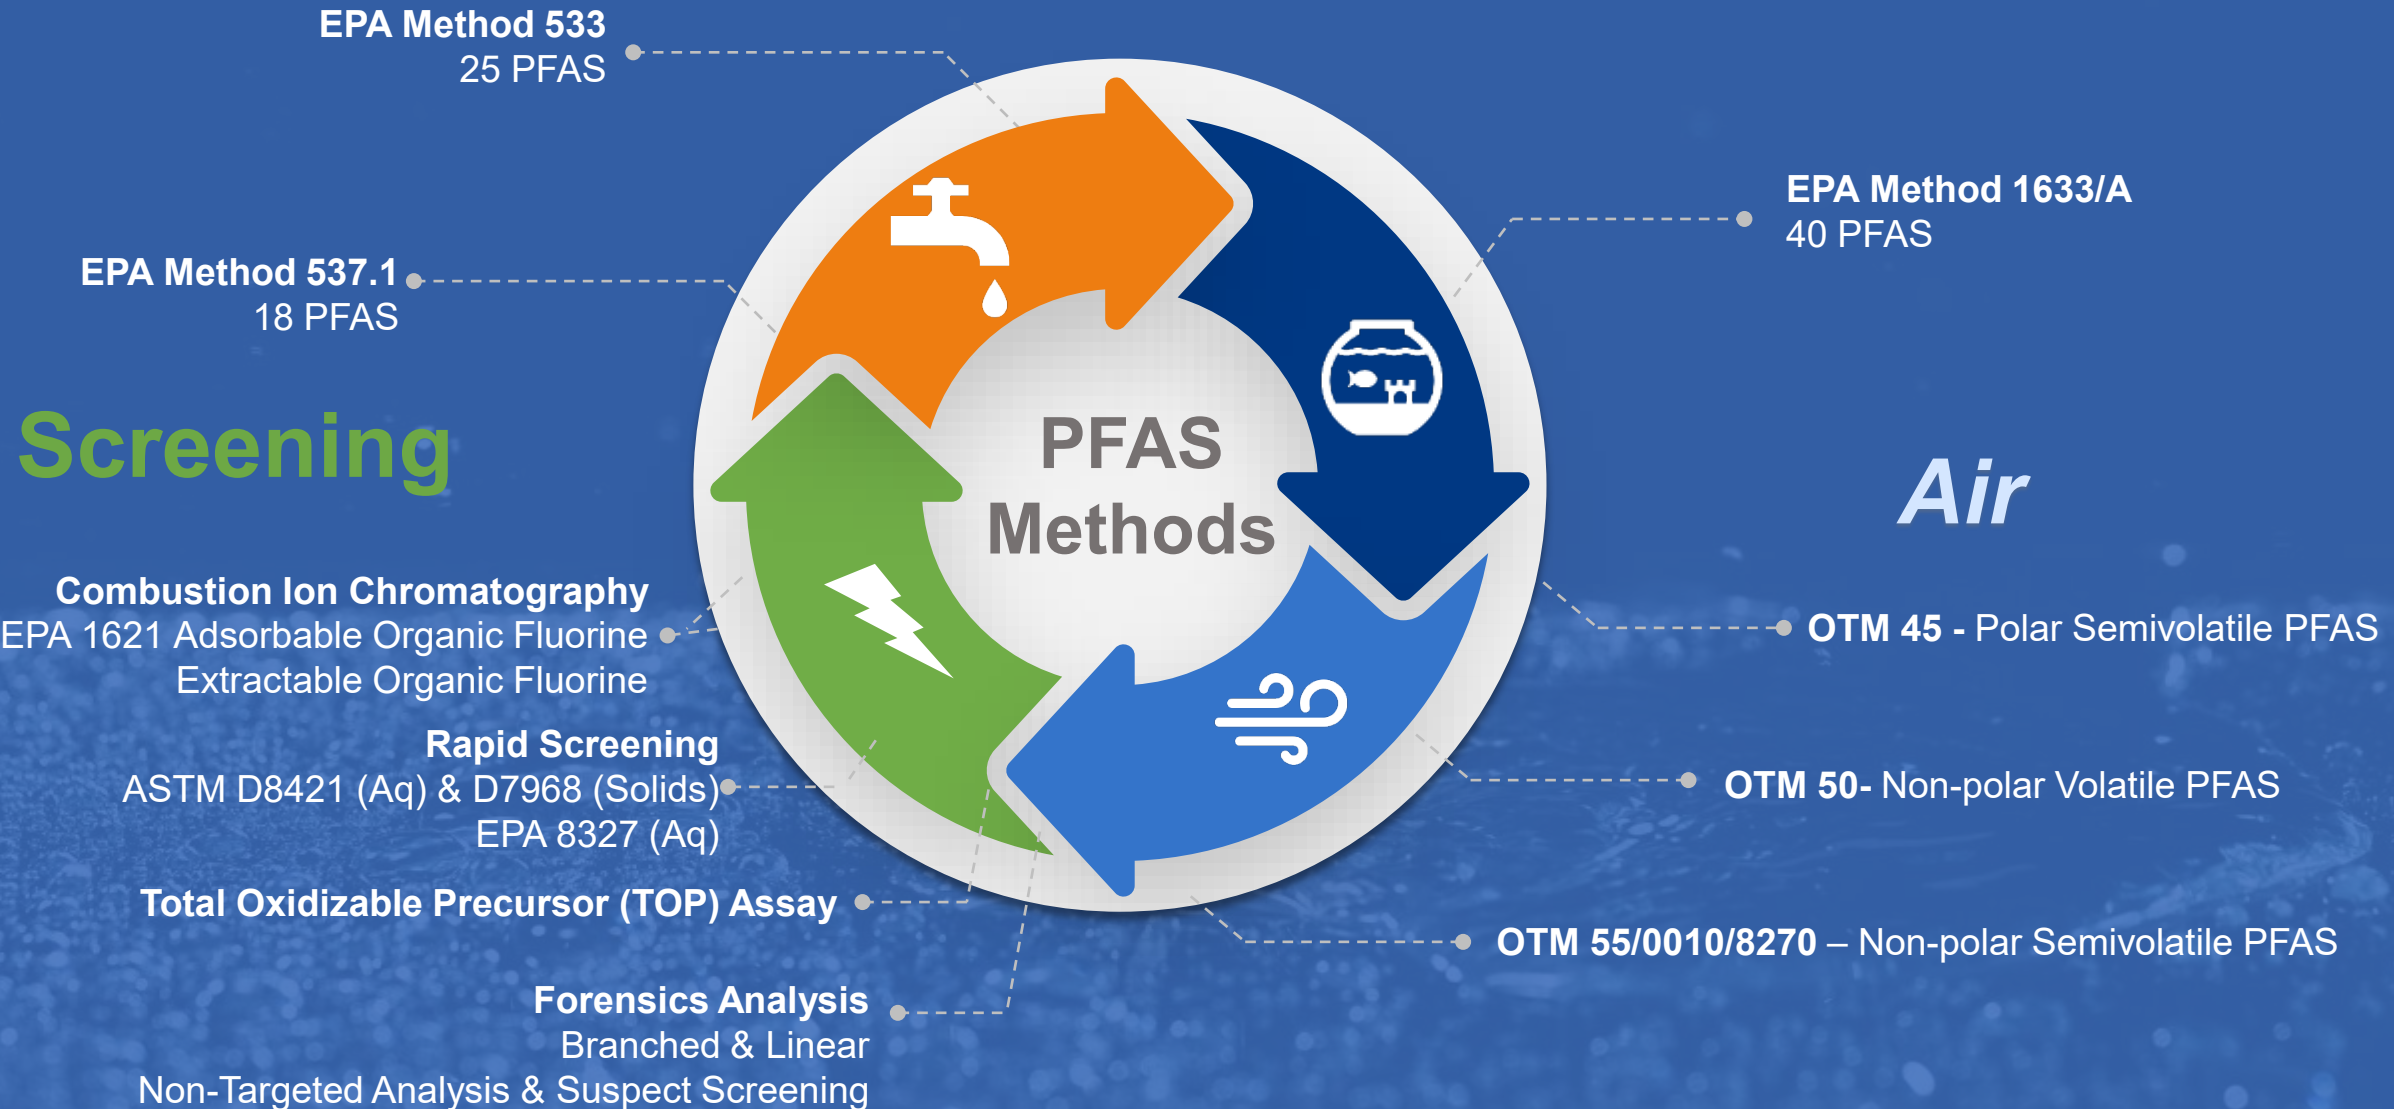 EPA Method 533
25 PFAS
EPA Method 1633/A
40 PFAS
EPA Method 537.1
18 PFAS
Screening
PFAS
Methods
Air
Combustion Ion Chromatography
EPA 1621 Adsorbable Organic Fluorine
Extractable Organic Fluorine
OTM 45 - Polar Semivolatile PFAS
Rapid Screening
ASTM D8421 (Aq) & D7968 (Solids)
EPA 8327 (Aq)
OTM 50- Non-polar Volatile PFAS
Total Oxidizable Precursor (TOP) Assay
OTM 55/0010/8270 – Non-polar Semivolatile PFAS
Forensics Analysis
Branched & Linear
Non-Targeted Analysis & Suspect Screening